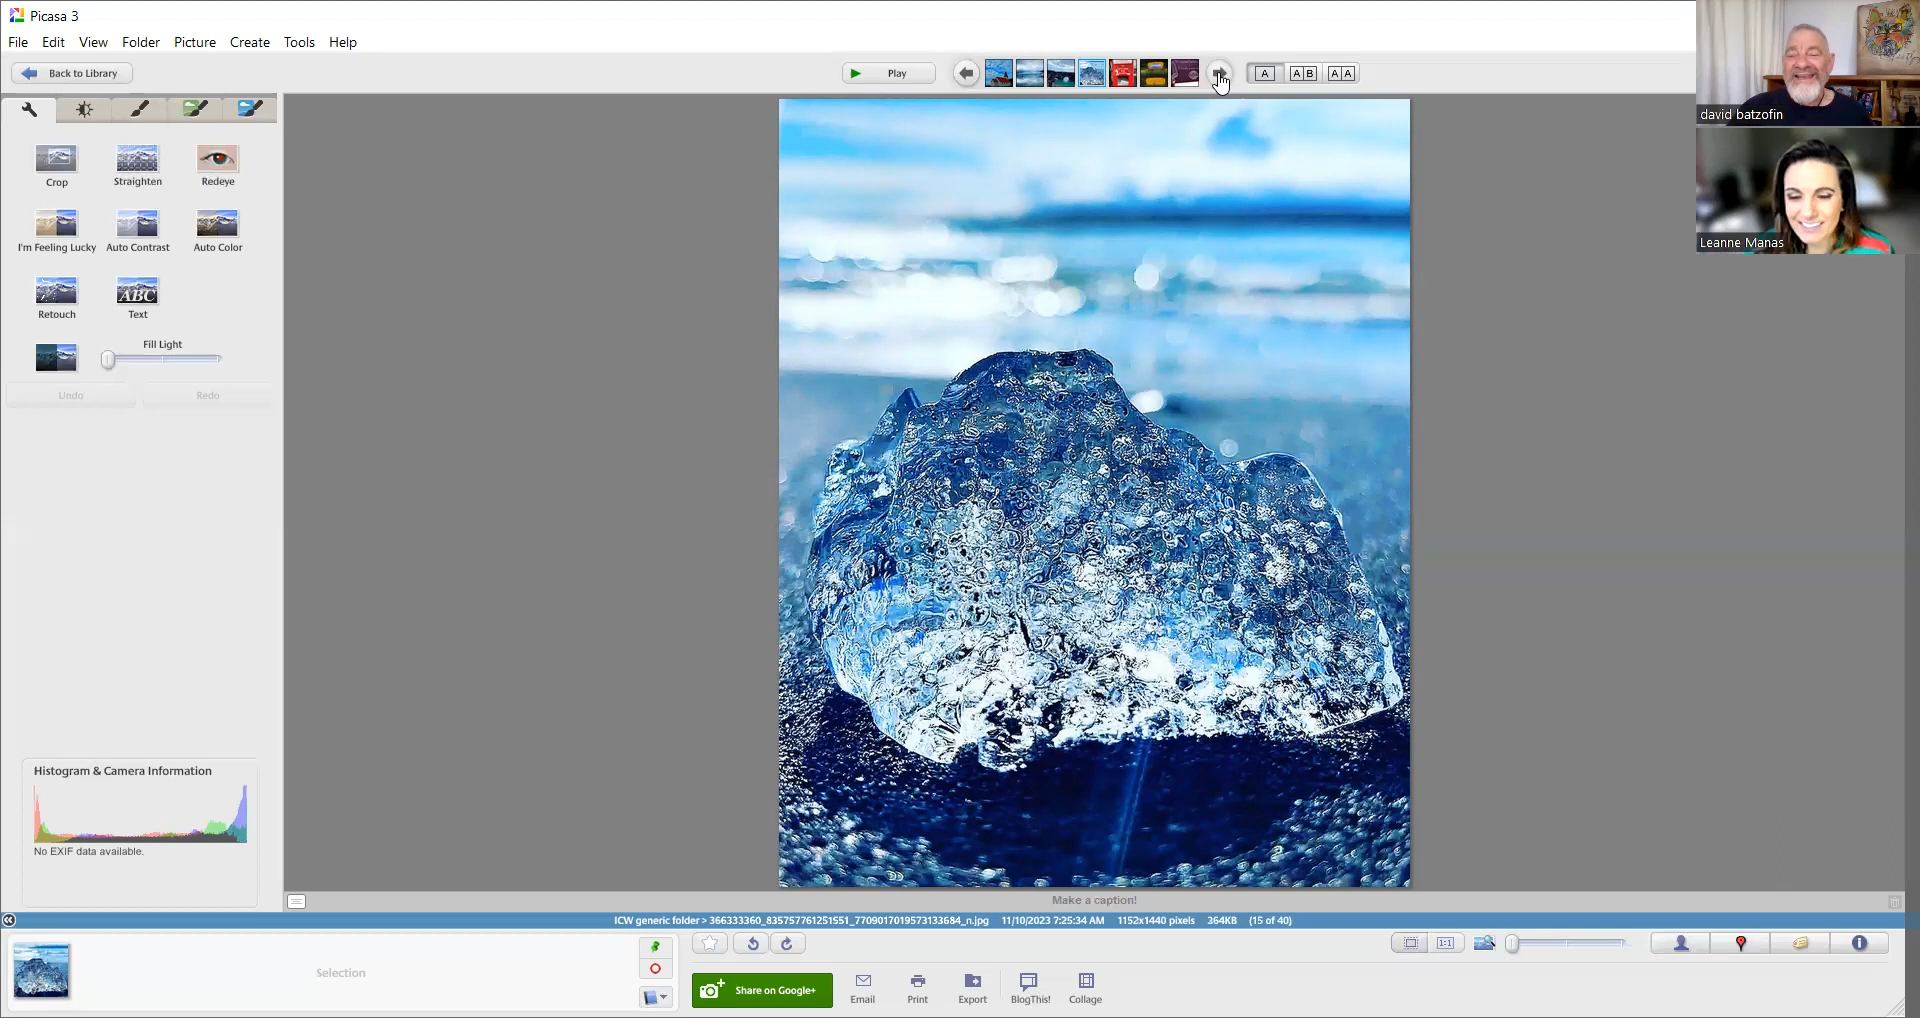 Picasa 3
File Edit View Folder Picture Create Tools Help
Back to Library
Play
A A B A A
david batzofin
Leanne Manas
Crop Straighten Redeye
I'm Feeling Lucky Auto Contrast Auto Color
Retouch ABC Text
Fill Light
Undo Redo
Histogram & Camera Information
No EXIF data available.
Make a caption!
ICW generic folder > 366333360_835757761251551_7709017019573133684_n.jpg 11/10/2023 7:25:34 AM 1152x1440 pixels 364KB (15 of 40)
1:1
Selection
Share on Google+
Email Print Export BlogThis! Collage